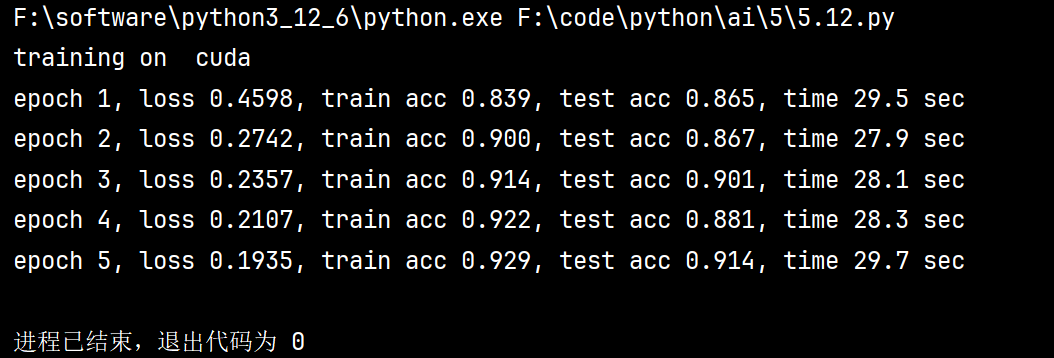 F:\software\python3_12_6\python.exe F:\code\python\ai\5\5.12.py
training on  cuda
epoch 1, loss 0.4598, train acc 0.839, test acc 0.865, time 29.5 sec
epoch 2, loss 0.2742, train acc 0.900, test acc 0.867, time 27.9 sec
epoch 3, loss 0.2357, train acc 0.914, test acc 0.901, time 28.1 sec
epoch 4, loss 0.2107, train acc 0.922, test acc 0.881, time 28.3 sec
epoch 5, loss 0.1935, train acc 0.929, test acc 0.914, time 29.7 sec
进程已结束，退出代码为 0